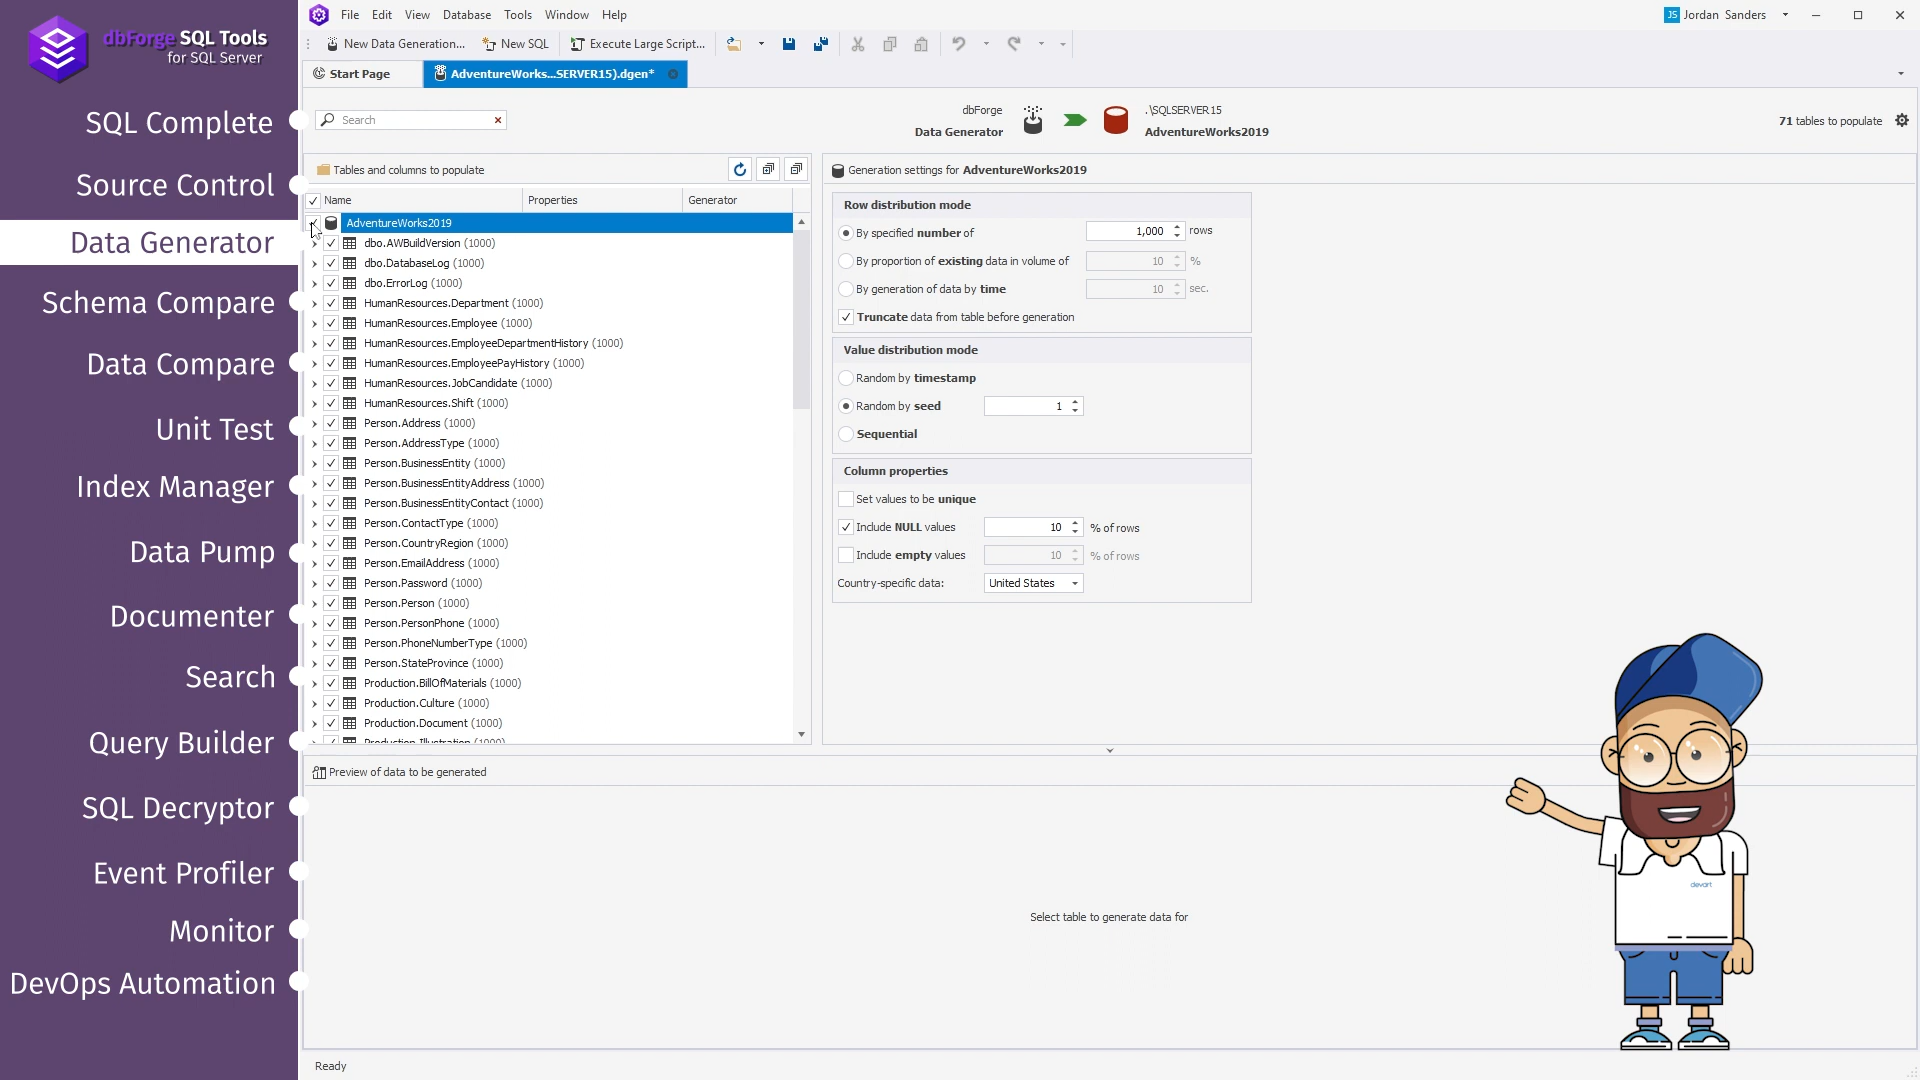 dbForge SQL Tools
for SQL Server
SQL Complete
Source Control
Data Generator
Schema Compare
Data Compare
Unit Test
Index Manager
Data Pump
Documenter
Search
Query Builder
SQL Decryptor
Event Profiler
Monitor
DevOps Automation
File Edit View Database Tools Window Help
JS Jordan Sanders
New Data Generation... New SQL Execute Large Script...
Start Page AdventureWorks...SERVER15).dgen*
Search
dbForge
Data Generator
.\SQLSERVER15
AdventureWorks2019
71 tables to populate
Tables and columns to populate
Name Properties Generator
AdventureWorks2019
dbo.AWBuildVersion (1000)
dbo.DatabaseLog (1000)
dbo.ErrorLog (1000)
HumanResources.Department (1000)
HumanResources.Employee (1000)
HumanResources.EmployeeDepartmentHistory (1000)
HumanResources.EmployeePayHistory (1000)
HumanResources.JobCandidate (1000)
HumanResources.Shift (1000)
Person.Address (1000)
Person.AddressType (1000)
Person.BusinessEntity (1000)
Person.BusinessEntityAddress (1000)
Person.BusinessEntityContact (1000)
Person.ContactType (1000)
Person.CountryRegion (1000)
Person.EmailAddress (1000)
Person.Password (1000)
Person.Person (1000)
Person.PersonPhone (1000)
Person.PhoneNumberType (1000)
Person.StateProvince (1000)
Production.BillOfMaterials (1000)
Production.Culture (1000)
Production.Document (1000)
Production.Illustration (1000)
Generation settings for AdventureWorks2019
Row distribution mode
By specified number of 1,000 rows
By proportion of existing data in volume of 10 %
By generation of data by time 10 sec.
Truncate data from table before generation
Value distribution mode
Random by timestamp
Random by seed 1
Sequential
Column properties
Set values to be unique
Include NULL values 10 % of rows
Include empty values 10 % of rows
Country-specific data: United States
Preview of data to be generated
Select table to generate data for
devart
Ready